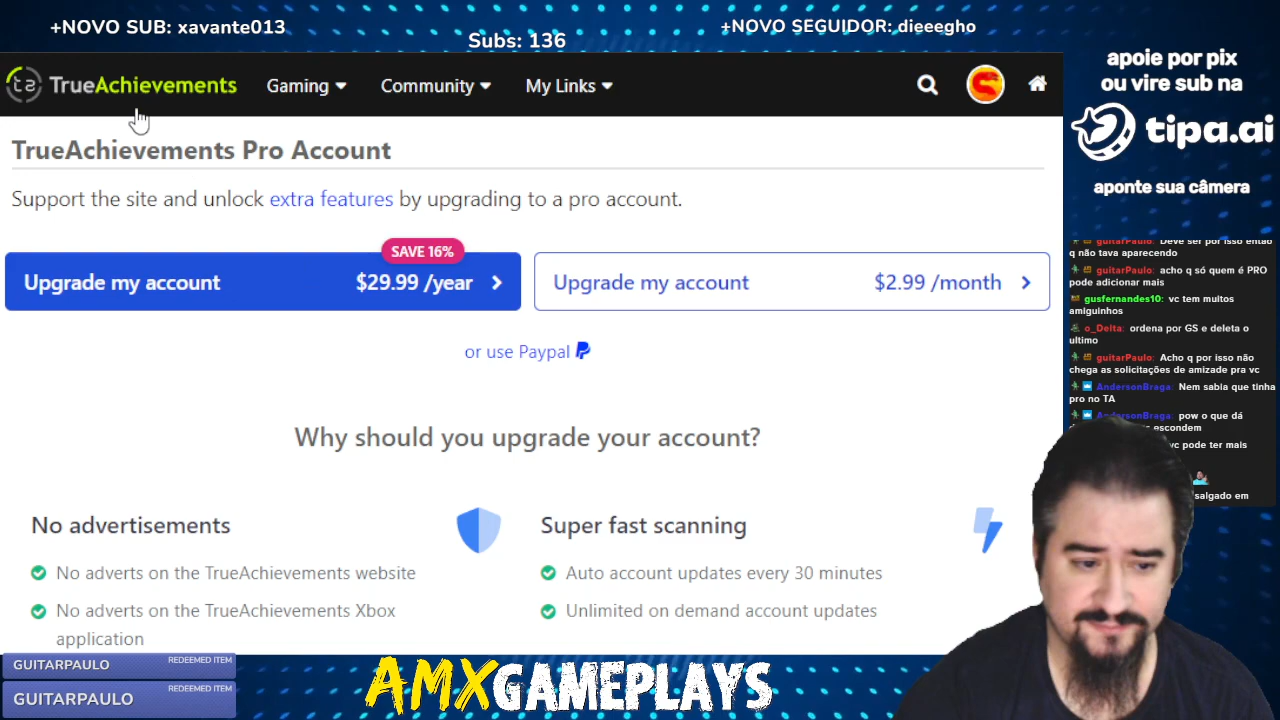 +NOVO SUB: xavante013
Subs: 136
+NOVO SEGUIDOR: dieeegho
TrueAchievements
Gaming
Community
My Links
TrueAchievements Pro Account
Support the site and unlock extra features by upgrading to a pro account.
SAVE 16%
Upgrade my account $29.99 /year
Upgrade my account $2.99 /month
or use Paypal
Why should you upgrade your account?
No advertisements
No adverts on the TrueAchievements website
No adverts on the TrueAchievements Xbox
application
Super fast scanning
Auto account updates every 30 minutes
Unlimited on demand account updates
apoie por pix
ou vire sub na
tipa.ai
aponte sua câmera
guitarPaulo: Deve ser por isso então
q não tava aparecendo
guitarPaulo: acho q só quem é PRO
pode adicionar mais
gusfernandes10: vc tem muitos
amiguinhos
o_Delta: ordena por GS e deleta o
ultimo
guitarPaulo: Acho q por isso não
chega as solicitações de amizade pra vc
AndersonBraga: Nem sabia que tinha
pro no TA
AndersonBraga: pow o que dá
escondem
vc pode ter mais
salgado em
GUITARPAULO REDEEMED ITEM
GUITARPAULO REDEEMED ITEM
AMXGAMEPLAYS